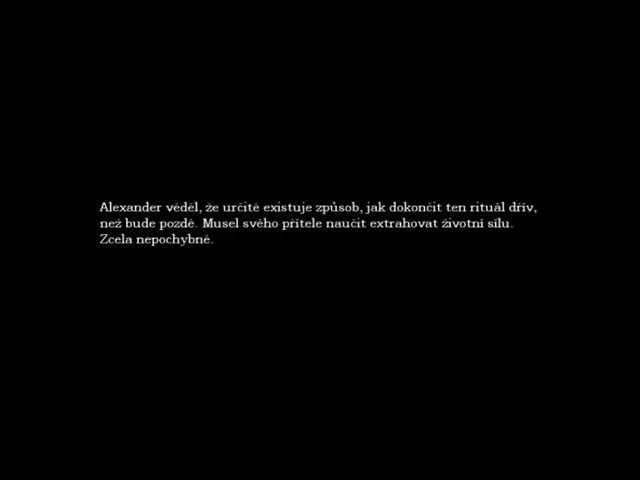 Alexander věděl, že určitě existuje způsob, jak dokončit ten rituál dřív,
než bude pozdě. Musel svého přítele naučit extrahovat životní sílu.
Zcela nepochybně.